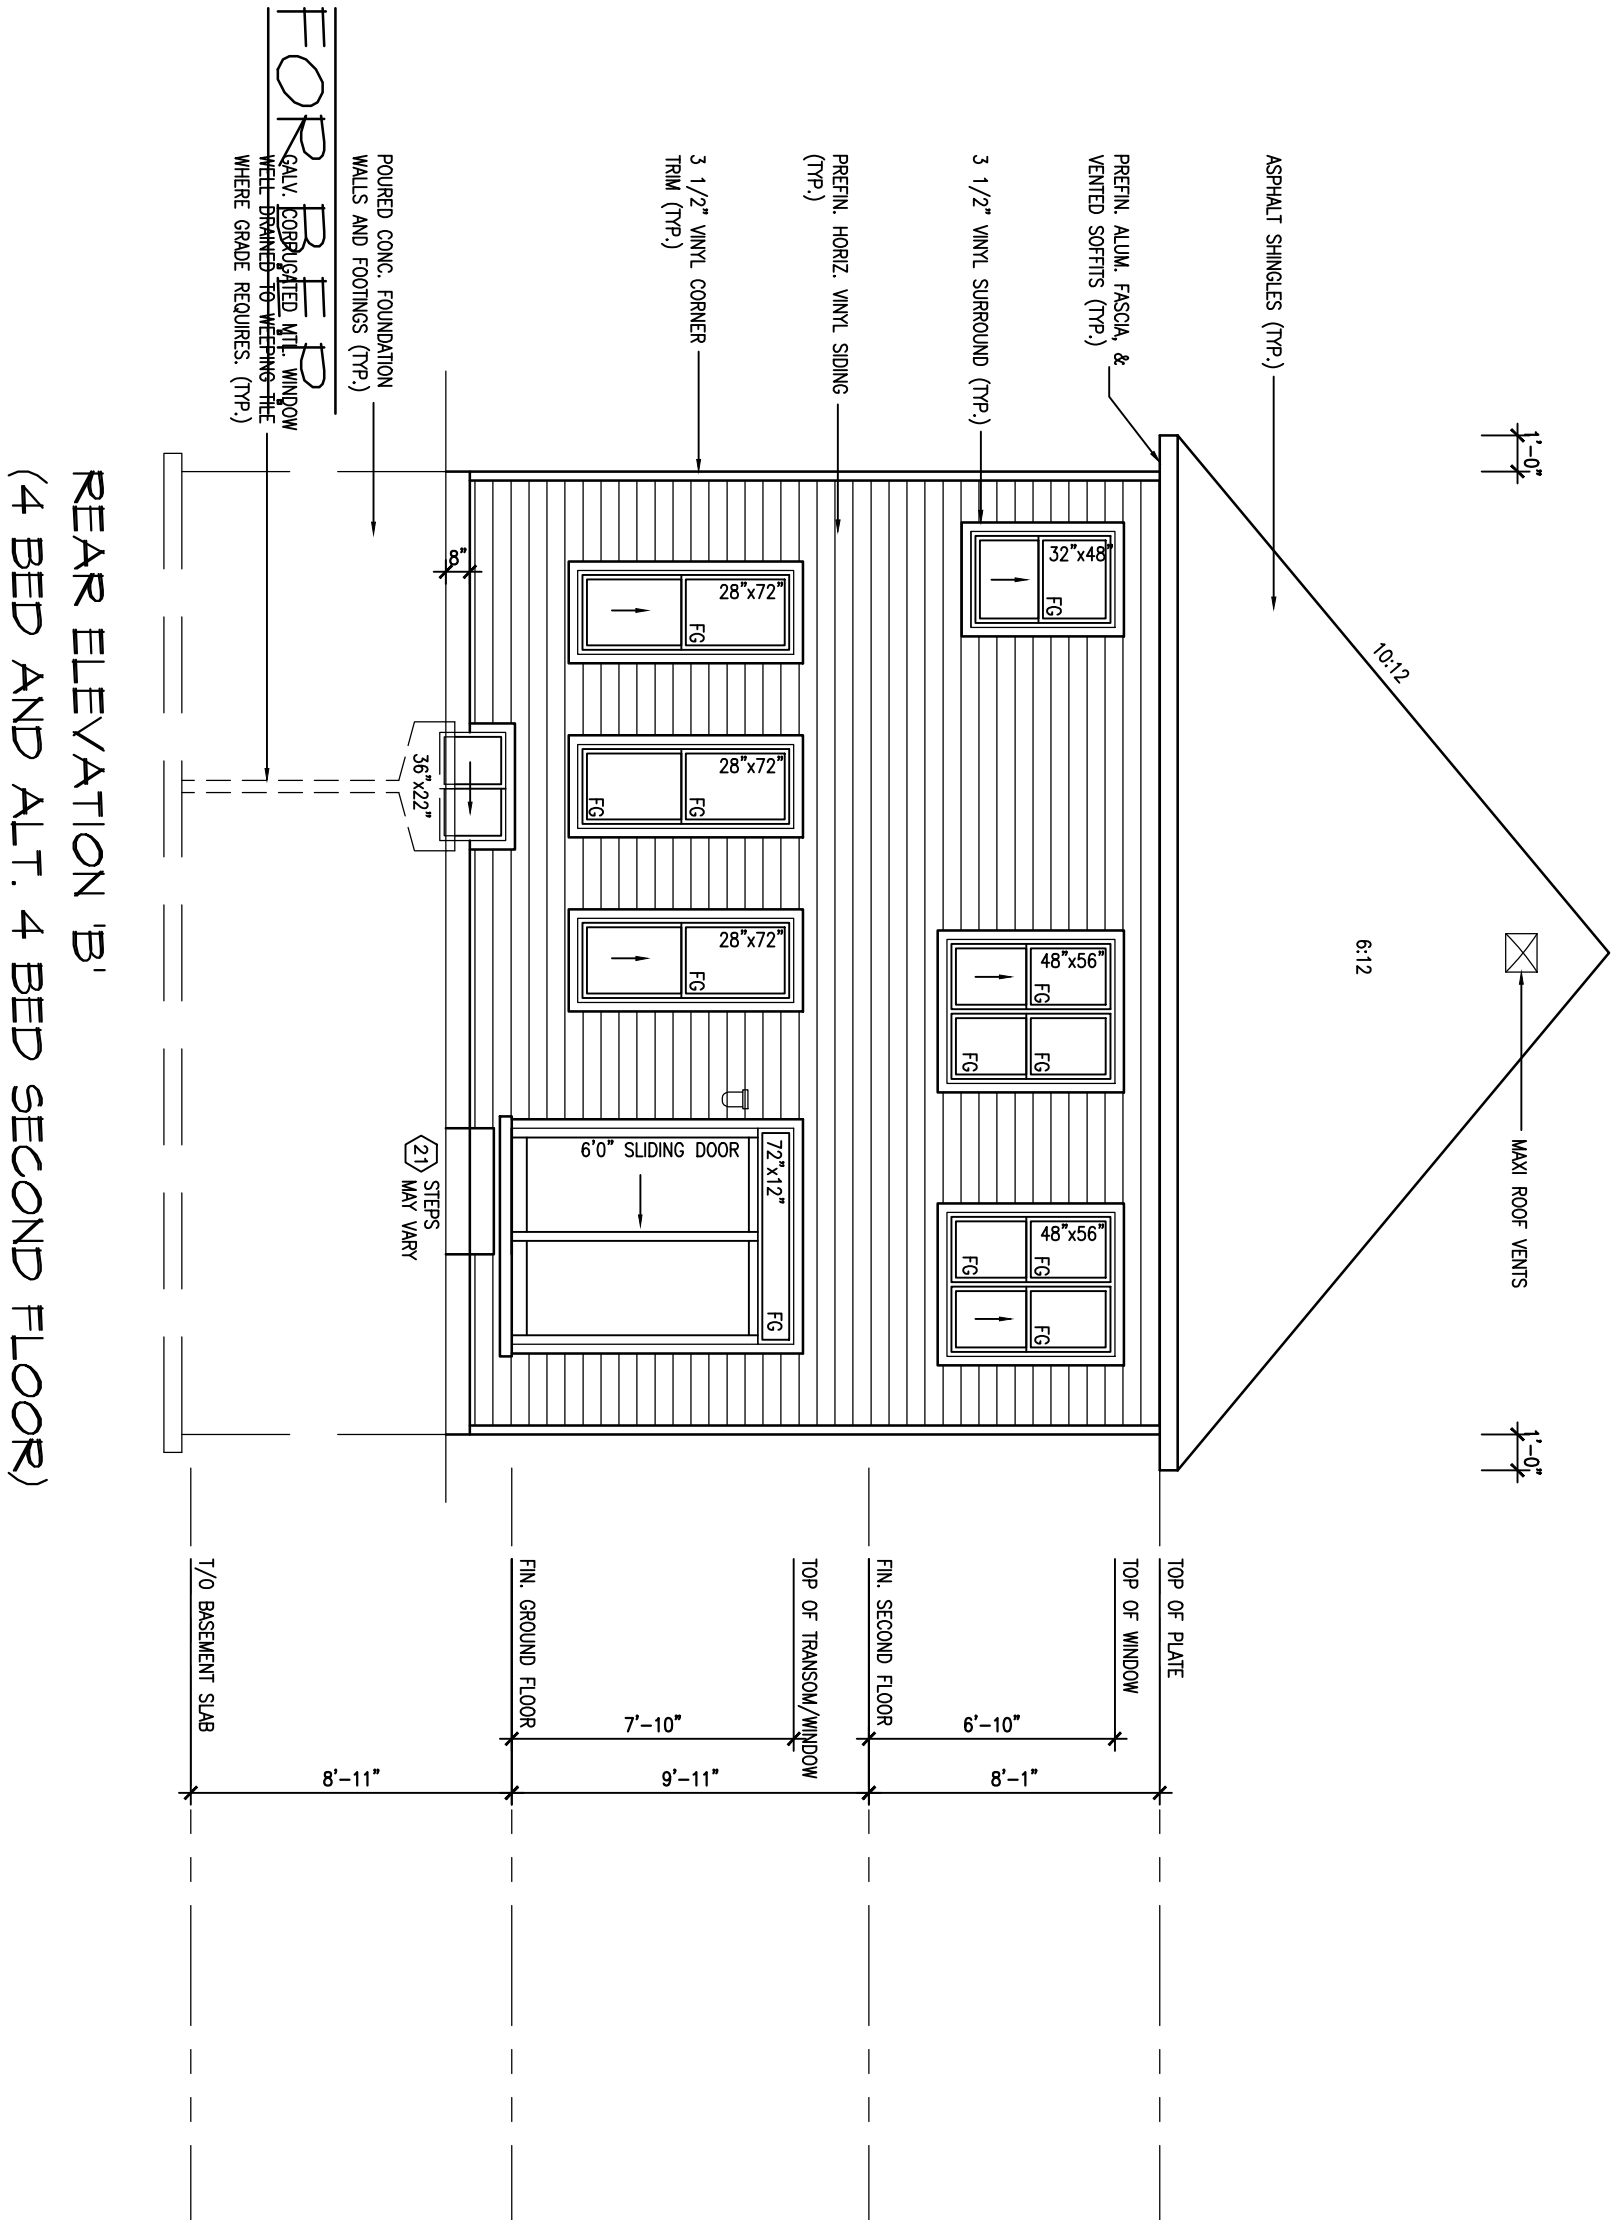 1'-0"
1'-0"
MAXI ROOF VENTS
10:12
6:12
ASPHALT SHINGLES (TYP.)
PREFIN. ALUM. FASCIA, &
VENTED SOFFITS (TYP.)
3 1/2" VINYL SURROUND (TYP.)
PREFIN. HORIZ. VINYL SIDING
(TYP.)
3 1/2" VINYL CORNER
TRIM (TYP.)
POURED CONC. FOUNDATION
WALLS AND FOOTINGS (TYP.)
GALV. CORRUGATED MTL. WINDOW
WELL DRAINED TO WEEPING TILE
WHERE GRADE REQUIRES. (TYP.)
FOR REF.
32"x48"
FG
48"x56"
FG
FG
FG
48"x56"
FG
FG
FG
28"x72"
FG
28"x72"
FG
FG
28"x72"
FG
72"x12"
FG
6'0" SLIDING DOOR
8"
36"x22"
21
STEPS
MAY VARY
TOP OF PLATE
TOP OF WINDOW
FIN. SECOND FLOOR
TOP OF TRANSOM/WINDOW
FIN. GROUND FLOOR
T/O BASEMENT SLAB
6'-10"
8'-1"
7'-10"
9'-11"
8'-11"
REAR ELEVATION 'B'
(4 BED AND ALT. 4 BED SECOND FLOOR)